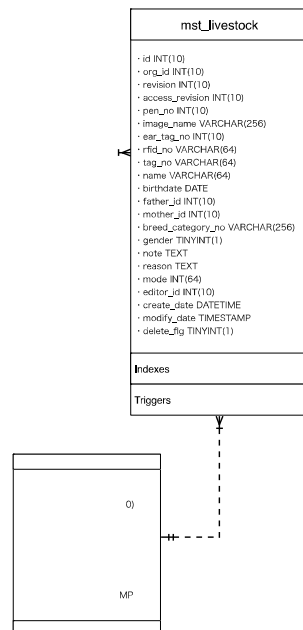 mst_livestock
· id INT(10)
· org_id INT(10)
· revision INT(10)
· access_revision INT(10)
· pen_no INT(10)
· image_name VARCHAR(256)
· ear_tag_no INT(10)
· rfid_no VARCHAR(64)
· tag_no VARCHAR(64)
· name VARCHAR(64)
· birthdate DATE
· father_id INT(10)
· mother_id INT(10)
· breed_category_no VARCHAR(256)
· gender TINYINT(1)
· note TEXT
· reason TEXT
· mode INT(64)
· editor_id INT(10)
· create_date DATETIME
· modify_date TIMESTAMP
· delete_flg TINYINT(1)
Indexes
Triggers
0)
MP